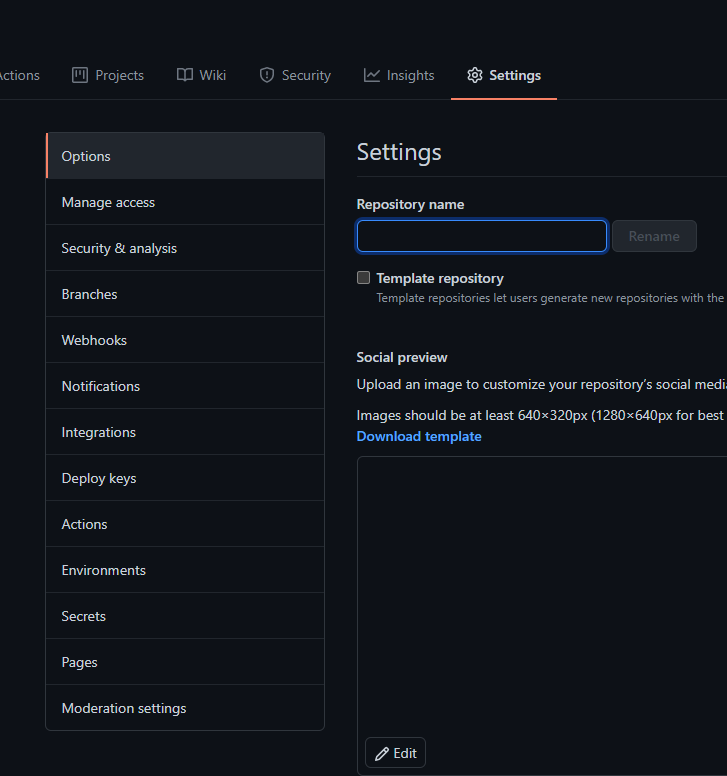 Projects
Wiki
Security
Insights
Settings
Options
Manage access
Security & analysis
Branches
Webhooks
Notifications
Integrations
Deploy keys
Actions
Environments
Secrets
Pages
Moderation settings
Settings
Repository name
Rename
Template repository
Template repositories let users generate new repositories with the
Social preview
Upload an image to customize your repository's social
Images should be at least 640×320px (1280×640px for best
Download template
Edit